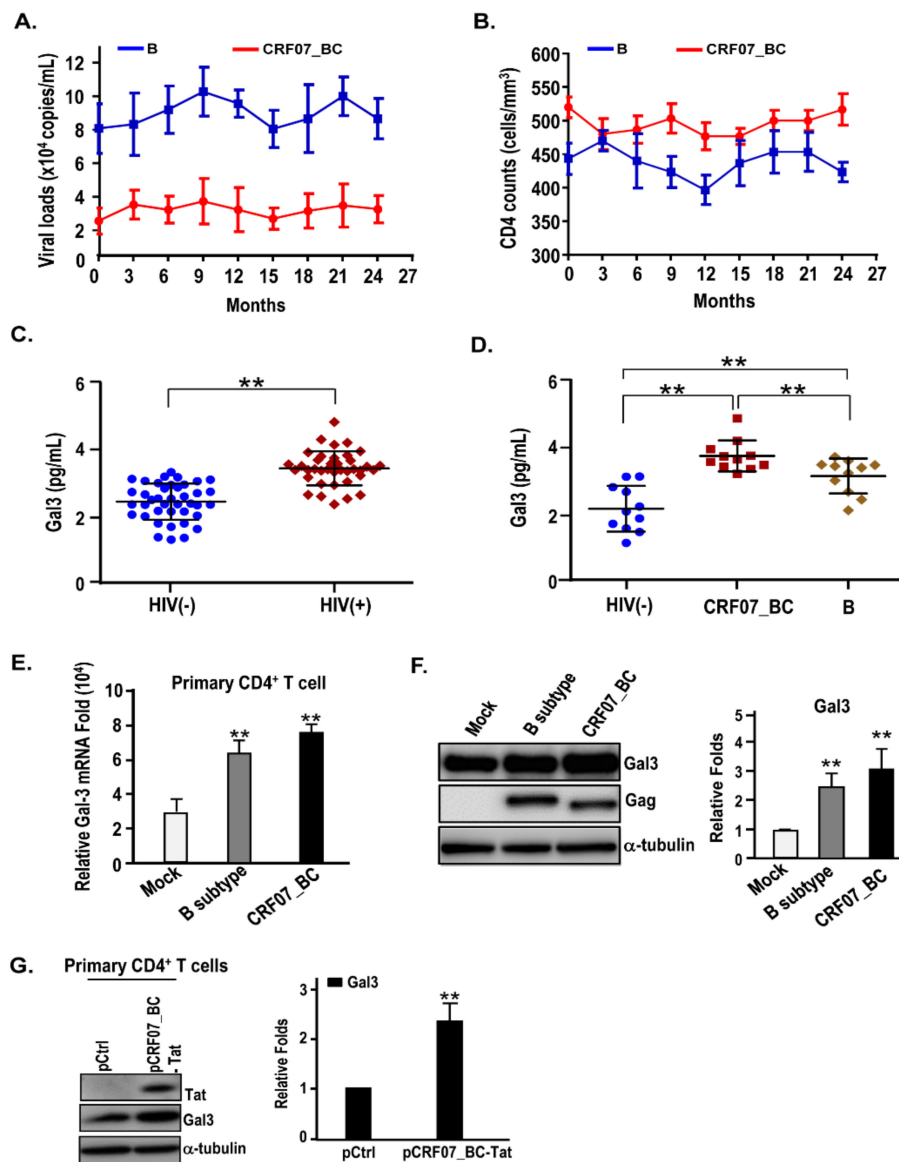 A.
B
CRF07_BC
Viral loads (x10⁴ copies/mL)
12
10
8
6
4
2
0
0 3 6 9 12 15 18 21 24 27
Months
B.
B
CRF07_BC
CD4 counts (cells/mm³)
600
550
500
450
400
350
300
0 3 6 9 12 15 18 21 24 27
Months
C.
**
Gal3 (pg/mL)
6
4
2
0
HIV(-) HIV(+)
D.
**
** **
Gal3 (pg/mL)
6
4
2
0
HIV(-) CRF07_BC B
E.
Primary CD4⁺ T cell
Relative Gal-3 mRNA Fold (10⁴)
10
8
6
4
2
0
** **
Mock
B subtype
CRF07_BC
F.
Mock
B subtype
CRF07_BC
Gal3
Gag
α-tubulin
Gal3
Relative Folds
5
4
3
2
1
0
** **
Mock
B subtype
CRF07_BC
G.
Primary CD4⁺ T cells
pCtrl
pCRF07_BC
- Tat
Tat
Gal3
α-tubulin
Gal3
Relative Folds
3
2
1
0
**
pCtrl pCRF07_BC-Tat